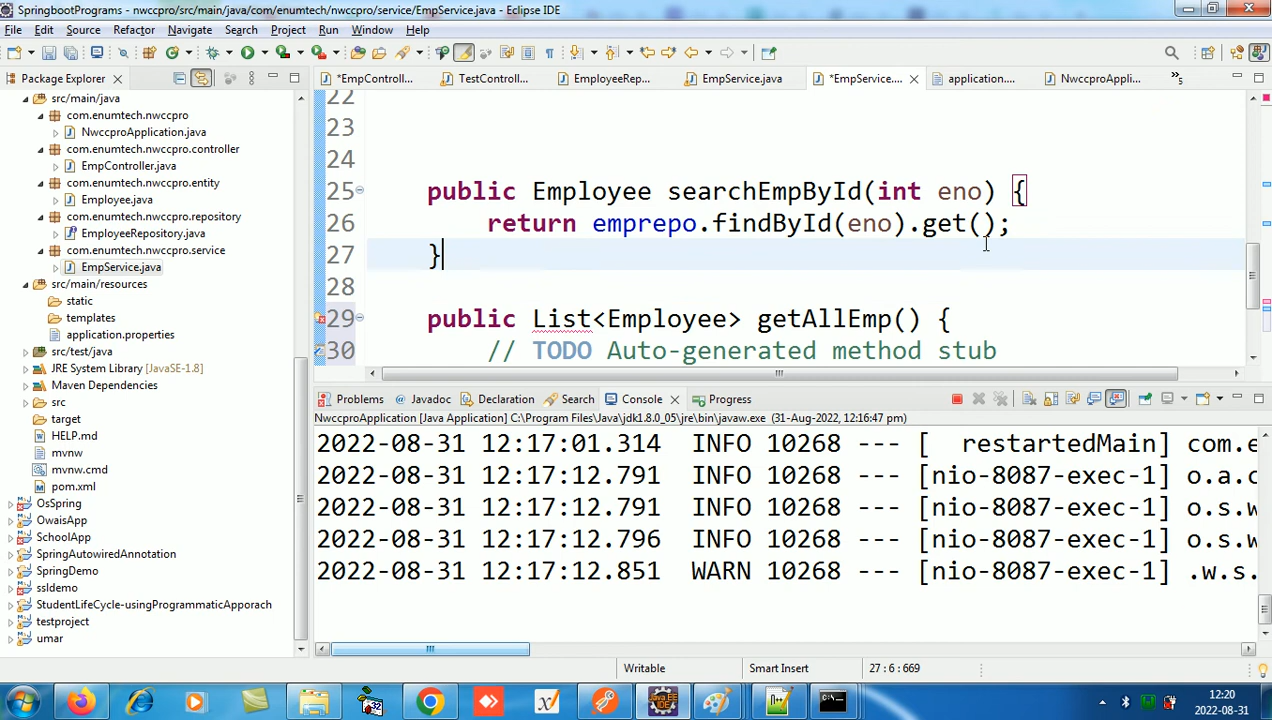 SpringbootPrograms - nwccpro/src/main/java/com/enumtech/nwccpro/service/EmpService.java - Eclipse IDE
File Edit Source Refactor Navigate Search Project Run Window Help
Package Explorer
*EmpControll... TestControll... EmployeeRep... EmpService.java *EmpService.... application.... NwccproAppli... »5
src/main/java
com.enumtech.nwccpro
NwccproApplication.java
com.enumtech.nwccpro.controller
EmpController.java
com.enumtech.nwccpro.entity
Employee.java
com.enumtech.nwccpro.repository
EmployeeRepository.java
com.enumtech.nwccpro.service
EmpService.java
src/main/resources
static
templates
application.properties
src/test/java
JRE System Library [JavaSE-1.8]
Maven Dependencies
src
target
HELP.md
mvnw
mvnw.cmd
pom.xml
OsSpring
OwaisApp
SchoolApp
SpringAutowiredAnnotation
SpringDemo
ssldemo
StudentLifeCycle-usingProgrammaticApporach
testproject
umar
22
23
24
25 public Employee searchEmpById(int eno) {
26 return emprepo.findById(eno).get();
27 }
28
29 public List<Employee> getAllEmp() {
30 // TODO Auto-generated method stub
Problems Javadoc Declaration Search Console Progress
NwccproApplication [Java Application] C:\Program Files\Java\jdk1.8.0_05\jre\bin\javaw.exe (31-Aug-2022, 12:16:47 pm)
2022-08-31 12:17:01.314 INFO 10268 --- [ restartedMain] com.e
2022-08-31 12:17:12.791 INFO 10268 --- [nio-8087-exec-1] o.a.c
2022-08-31 12:17:12.791 INFO 10268 --- [nio-8087-exec-1] o.s.w
2022-08-31 12:17:12.796 INFO 10268 --- [nio-8087-exec-1] o.s.w
2022-08-31 12:17:12.851 WARN 10268 --- [nio-8087-exec-1] .w.s.
Writable Smart Insert 27 : 6 : 669
12:20
2022-08-31